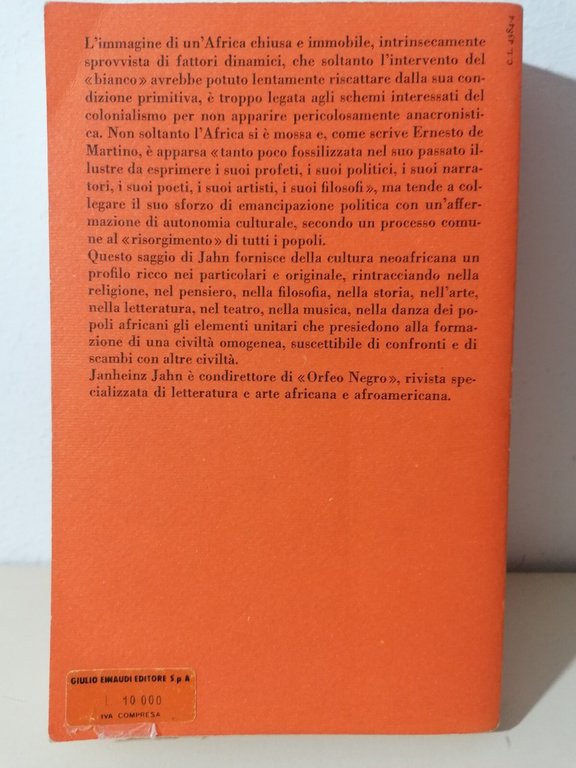 C. L. 4384-4
L'immagine di un'Africa chiusa e immobile, intrinsecamente
sprovvista di fattori dinamici, che soltanto l'intervento del
«bianco» avrebbe potuto lentamente riscattare dalla sua con-
dizione primitiva, è troppo legata agli schemi interessati del
colonialismo per non apparire pericolosamente anacronisti-
ca. Non soltanto l'Africa si è mossa e, come scrive Ernesto de
Martino, è apparsa «tanto poco fossilizzata nel suo passato il-
lustre da esprimere i suoi profeti, i suoi politici, i suoi narra-
tori, i suoi poeti, i suoi artisti, i suoi filosofi», ma tende a col-
legare il suo sforzo di emancipazione politica con un'affer-
mazione di autonomia culturale, secondo un processo comu-
ne al «risorgimento» di tutti i popoli.
Questo saggio di Jahn fornisce della cultura neoafricana un
profilo ricco nei particolari e originale, rintracciando nella
religione, nel pensiero, nella filosofia, nella storia, nell'arte,
nella letteratura, nel teatro, nella musica, nella danza dei po-
poli africani gli elementi unitari che presiedono alla forma-
zione di una civiltà omogenea, suscettibile di confronti e di
scambi con altre civiltà.
Janheinz Jahn è condirettore di «Orfeo Negro», rivista spe-
cializzata di letteratura e arte africana e afroamericana.
GIULIO EINAUDI EDITORE S.p.A
L 10 000
IVA COMPRESA